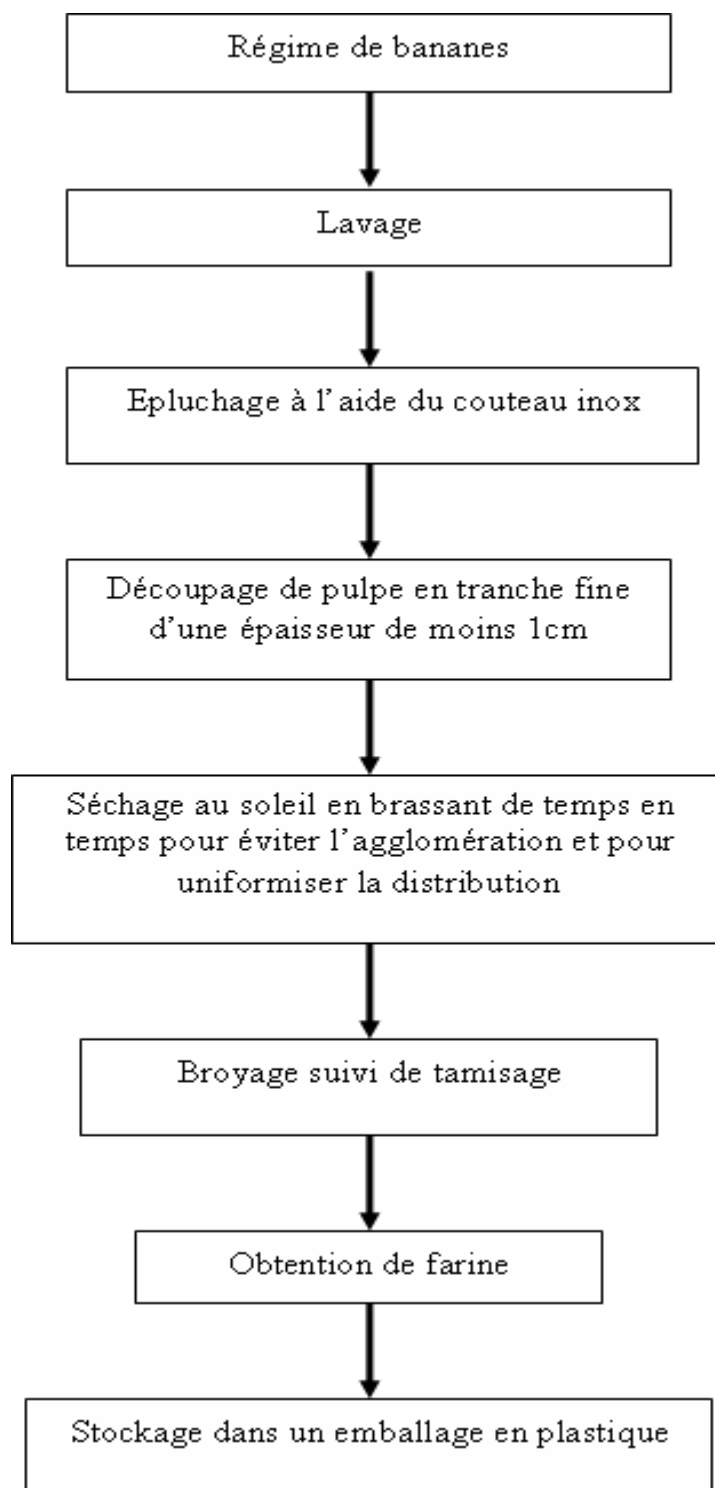 Régime de bananes
Lavage
Epluchage à l'aide du couteau inox
Découpage de pulpe en tranche fine
d'une épaisseur de moins 1cm
Séchage au soleil en brassant de temps en
temps pour éviter l'agglomération et pour
uniformiser la distribution
Broyage suivi de tamisage
Obtention de farine
Stockage dans un emballage en plastique